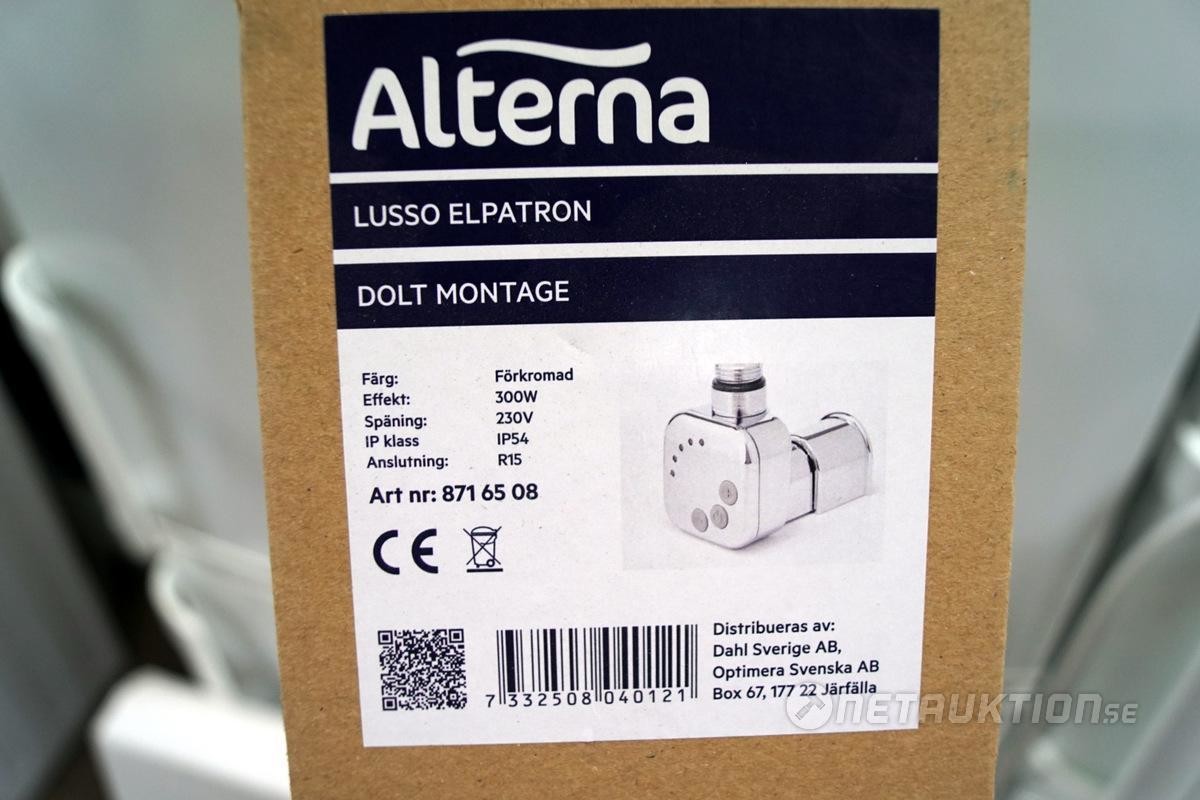 Alterna
LUSSO ELPATRON
DOLT MONTAGE
Färg: Förkromad
Effekt: 300W
Späning: 230V
IP klass IP54
Anslutning: R15
Art nr: 871 65 08
CE
7 332508 040121
Distribueras av:
Dahl Sverige AB,
Optimera Svenska AB
Box 67, 177 22 Järfälla
NETAUKTION.SE